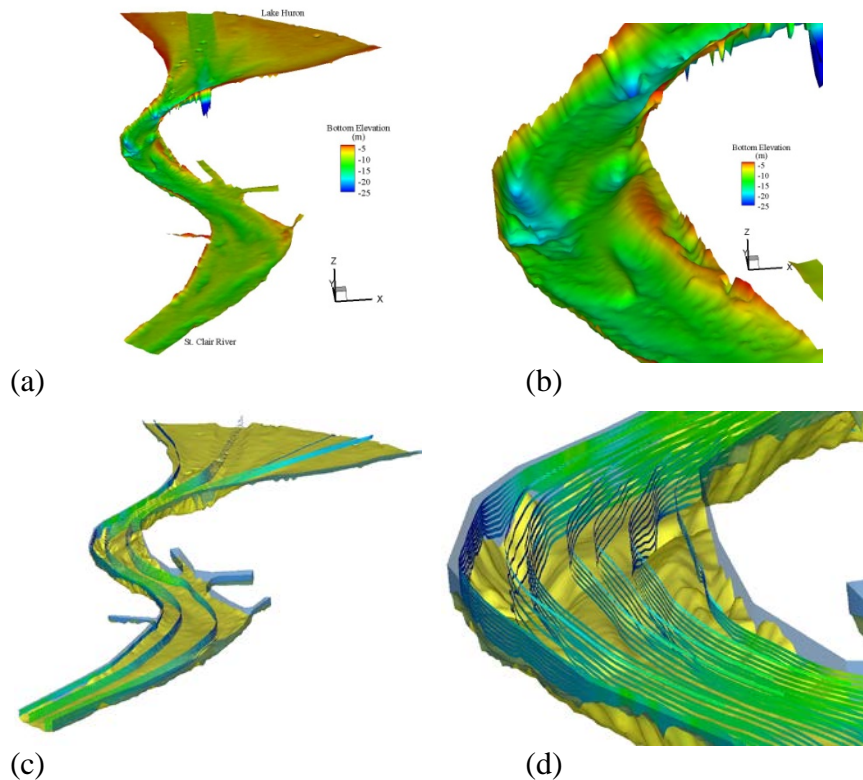 Lake Huron
Bottom Elevation
(m)
-5
-10
-15
-20
-25
Z
Y
X
St. Clair River
(a)
Bottom Elevation
(m)
-5
-10
-15
-20
-25
Z
Y
X
(b)
(c)
(d)